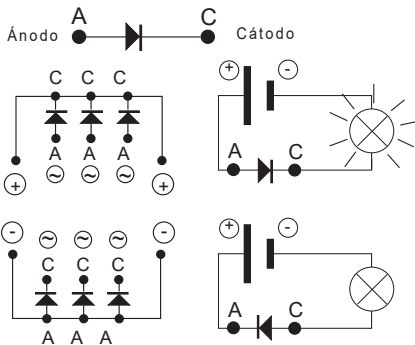 A C
Ánodo Cátodo
C C C
+ -
A A A
A C
~ ~ ~
+ +
- -
~ ~ ~
+ -
C C C
A C
A A A